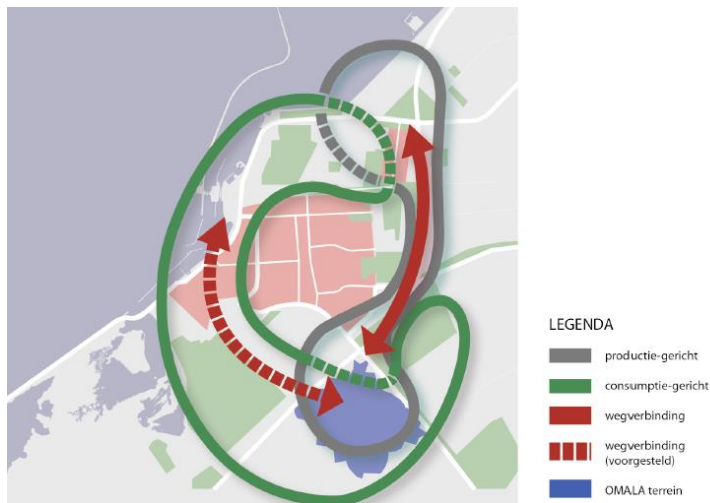 LEGENDA
productie-gericht
consumptie-gericht
wegverbinding
wegverbinding
(voorgesteld)
OMALA terrein